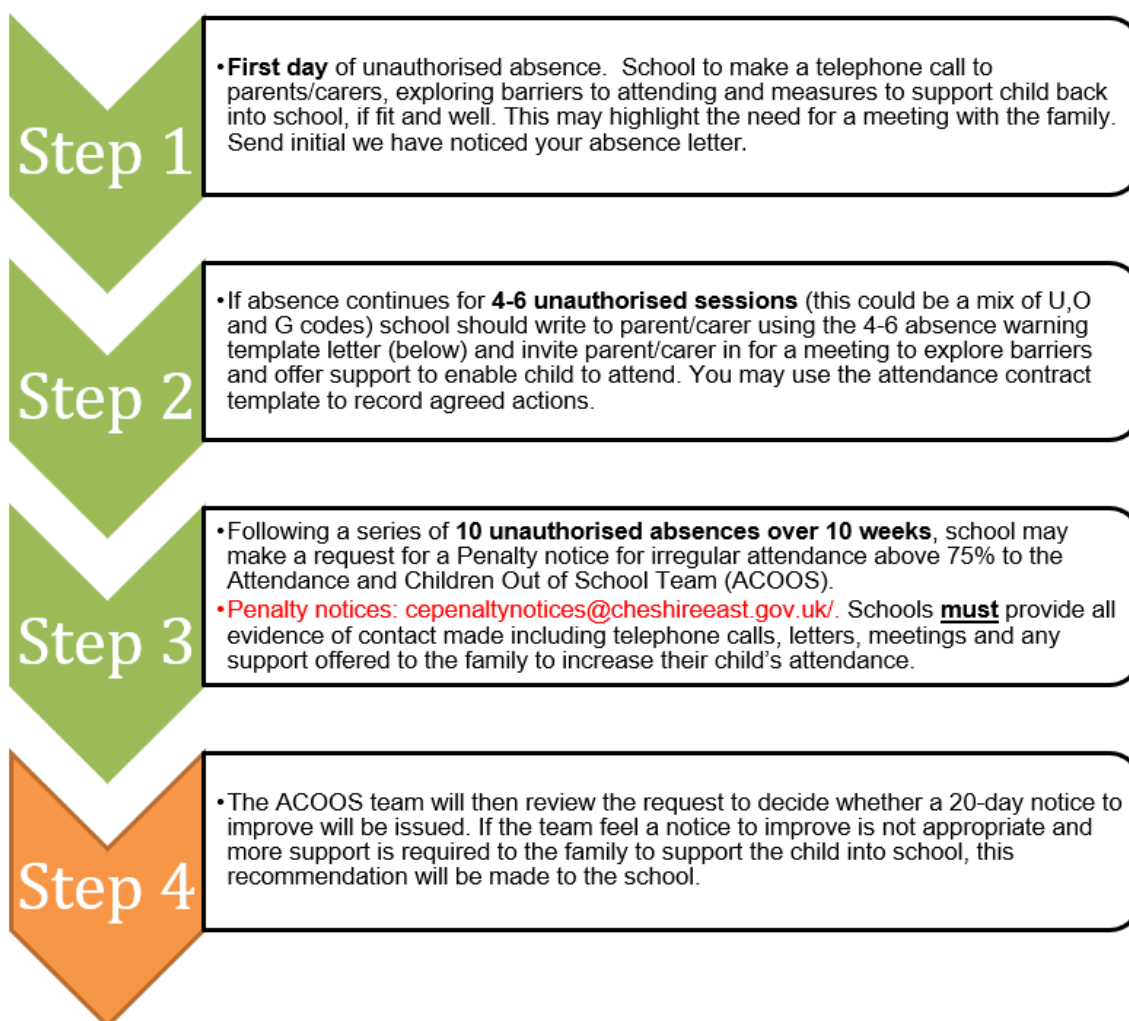 Step 1
•First day of unauthorised absence.  School to make a telephone call to
parents/carers, exploring barriers to attending and measures to support child back
into school, if fit and well. This may highlight the need for a meeting with the family.
Send initial we have noticed your absence letter.
Step 2
•If absence continues for 4-6 unauthorised sessions (this could be a mix of U,O
and G codes) school should write to parent/carer using the 4-6 absence warning
template letter (below) and invite parent/carer in for a meeting to explore barriers
and offer support to enable child to attend. You may use the attendance contract
template to record agreed actions.
Step 3
•Following a series of 10 unauthorised absences over 10 weeks, school may
make a request for a Penalty notice for irregular attendance above 75% to the
Attendance and Children Out of School Team (ACOOS).
•Penalty notices: cepenaltynotices@cheshireeast.gov.uk/. Schools must provide all
evidence of contact made including telephone calls, letters, meetings and any
support offered to the family to increase their child’s attendance.
Step 4
•The ACOOS team will then review the request to decide whether a 20-day notice to
improve will be issued. If the team feel a notice to improve is not appropriate and
more support is required to the family to support the child into school, this
recommendation will be made to the school.